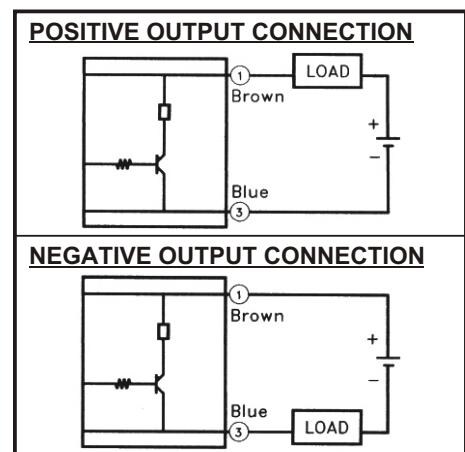 POSITIVE OUTPUT CONNECTION
1
LOAD
Brown
+
−
Blue
3
NEGATIVE OUTPUT CONNECTION
1
Brown
+
−
Blue
3
LOAD